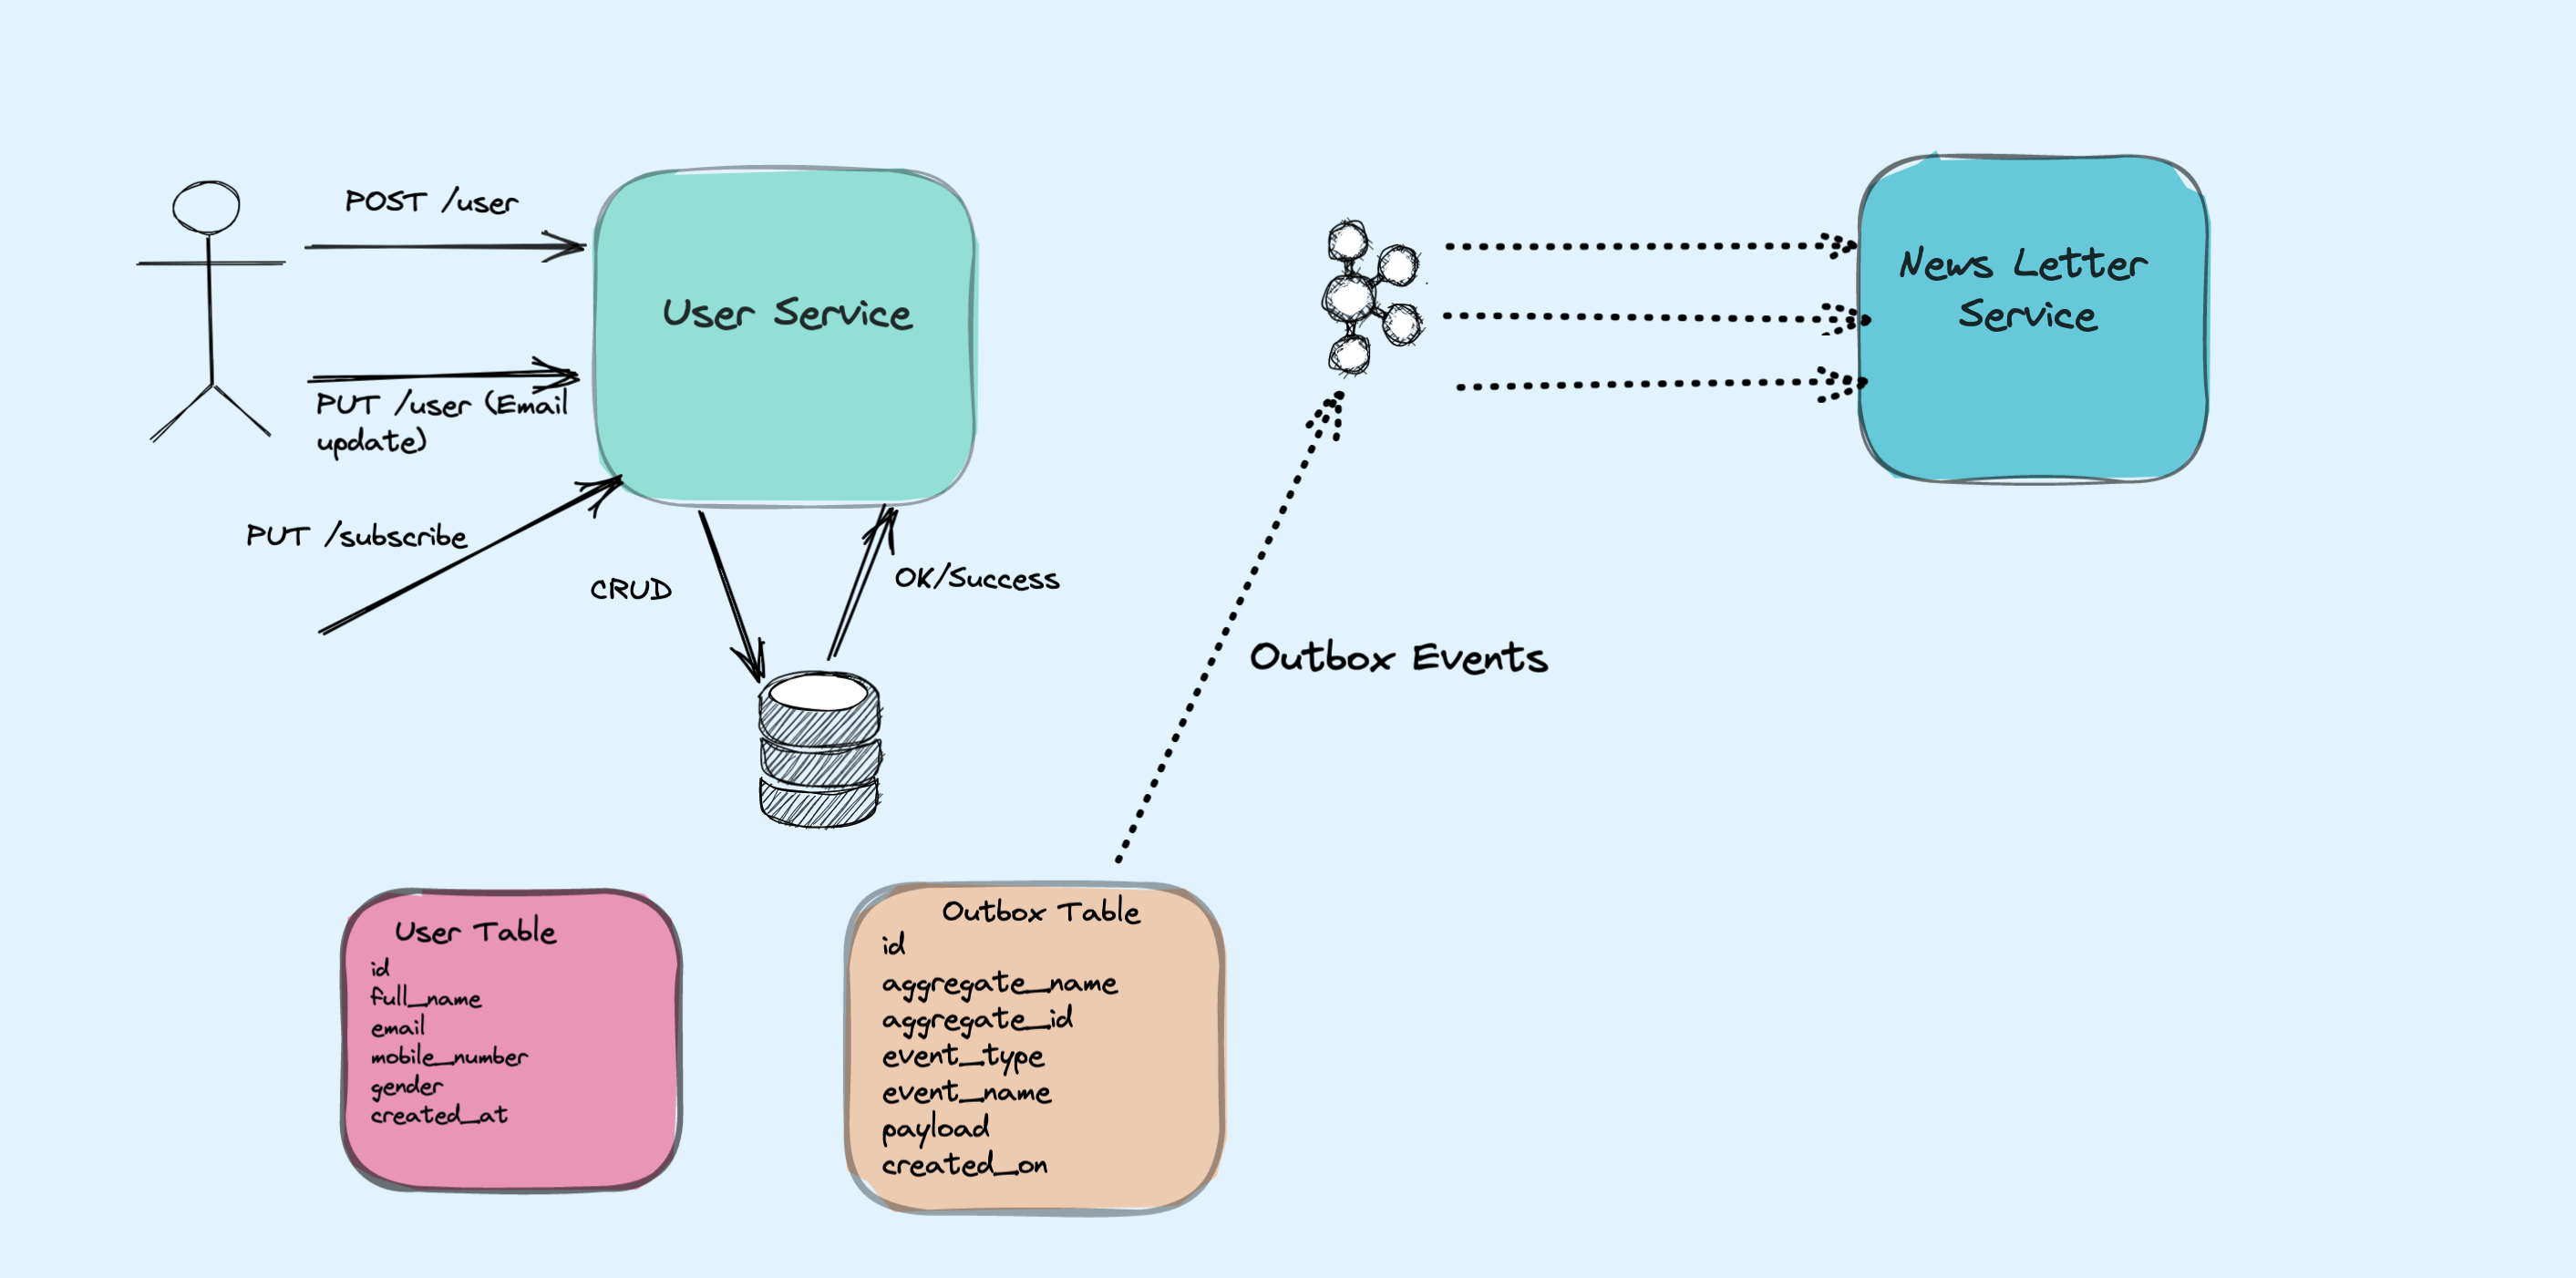 POST /user
User Service
News Letter
Service
PUT /user (Email
update)
PUT /subscribe
CRUD
OK/Success
Outbox Events
User Table
id
full_name
email
mobile_number
gender
created_at
Outbox Table
id
aggregate_name
aggregate_id
event_type
event_name
payload
created_on